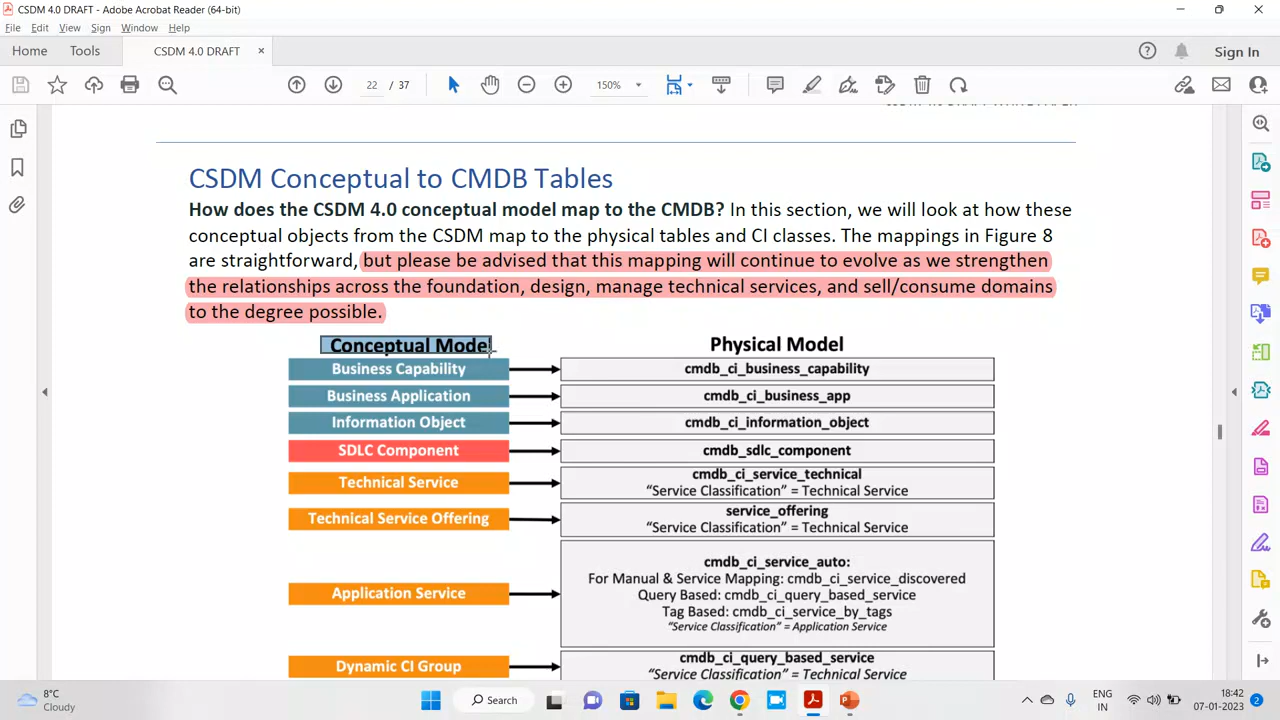 CSDM 4.0 DRAFT - Adobe Acrobat Reader (64-bit)
File Edit View Sign Window Help
Home Tools CSDM 4.0 DRAFT × Sign In
22 / 37 150%
CSDM 4.0 DRAFT WHITE PAPER
CSDM Conceptual to CMDB Tables
How does the CSDM 4.0 conceptual model map to the CMDB? In this section, we will look at how these
conceptual objects from the CSDM map to the physical tables and CI classes. The mappings in Figure 8
are straightforward, but please be advised that this mapping will continue to evolve as we strengthen
the relationships across the foundation, design, manage technical services, and sell/consume domains
to the degree possible.
Conceptual Model Physical Model
Business Capability cmdb_ci_business_capability
Business Application cmdb_ci_business_app
Information Object cmdb_ci_information_object
SDLC Component cmdb_sdlc_component
Technical Service cmdb_ci_service_technical
“Service Classification” = Technical Service
Technical Service Offering service_offering
“Service Classification” = Technical Service
cmdb_ci_service_auto:
For Manual & Service Mapping: cmdb_ci_service_discovered
Application Service Query Based: cmdb_ci_query_based_service
Tag Based: cmdb_ci_service_by_tags
“Service Classification” = Application Service
Dynamic CI Group cmdb_ci_query_based_service
“Service Classification” = Technical Service
8°C
Cloudy
Search
ENG
IN
18:42
07-01-2023
2